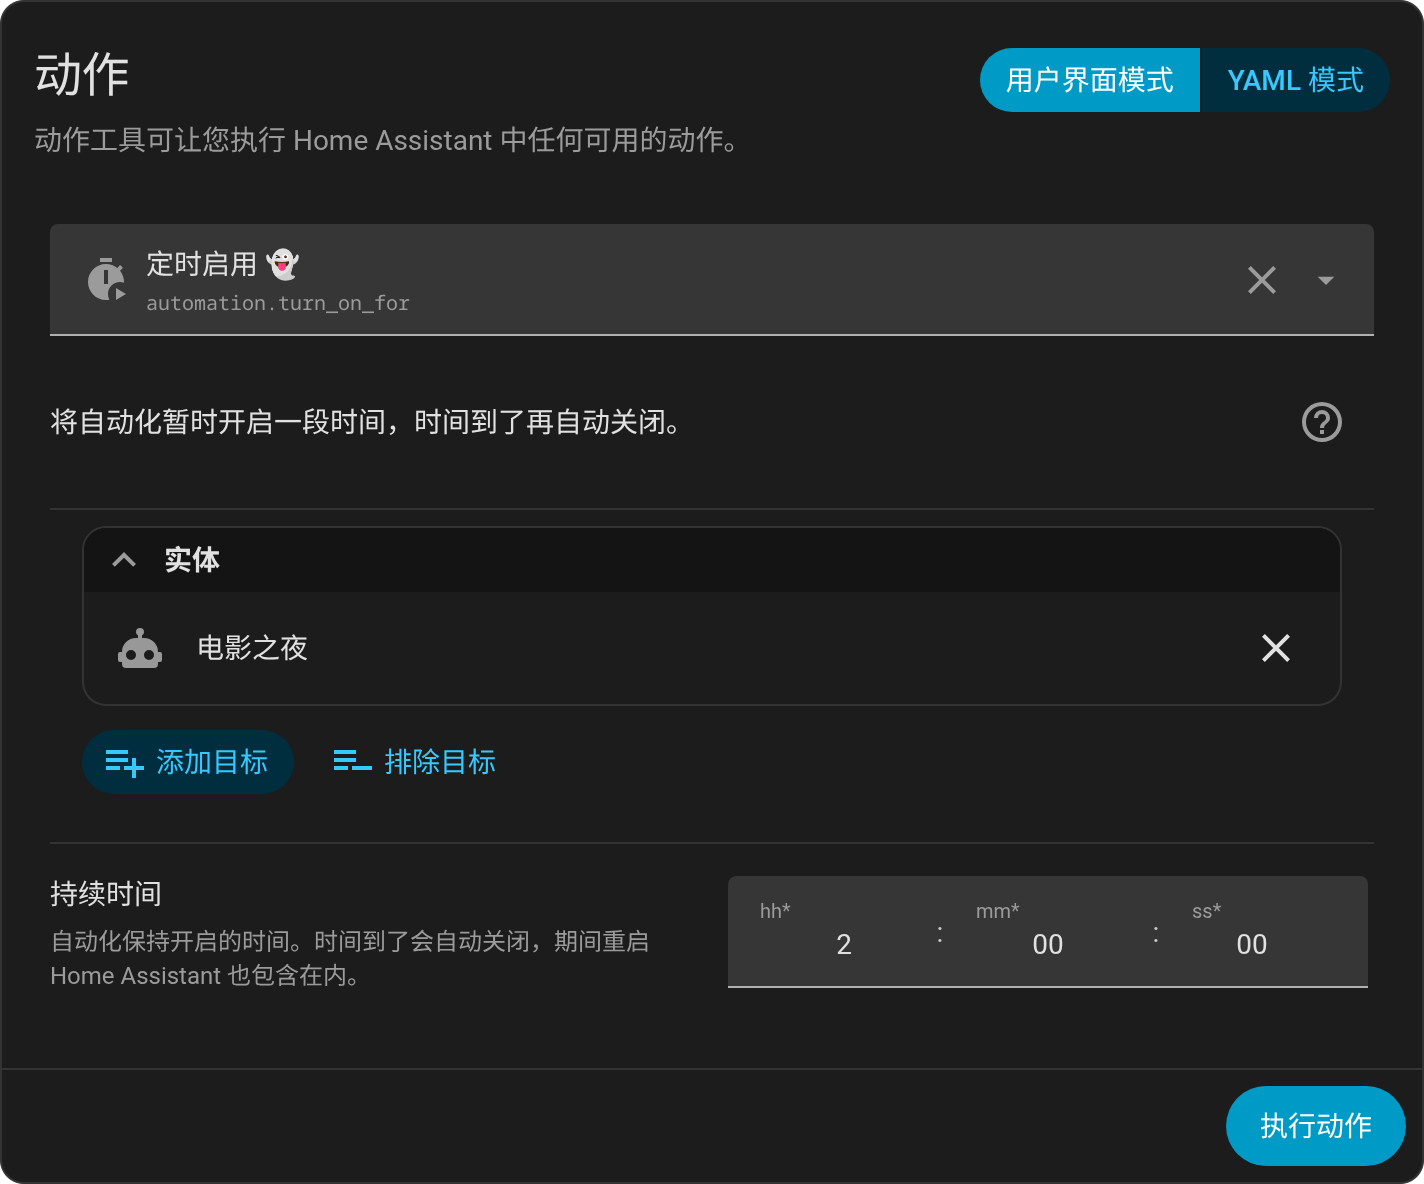 动作
用户界面模式
YAML 模式
动作工具可让您执行 Home Assistant 中任何可用的动作。
定时启用 👻
automation.turn_on_for
将自动化暂时开启一段时间，时间到了再自动关闭。
实体
电影之夜
添加目标
排除目标
持续时间
自动化保持开启的时间。时间到了会自动关闭，期间重启
Home Assistant 也包含在内。
hh*
mm*
ss*
2 : 00 : 00
执行动作